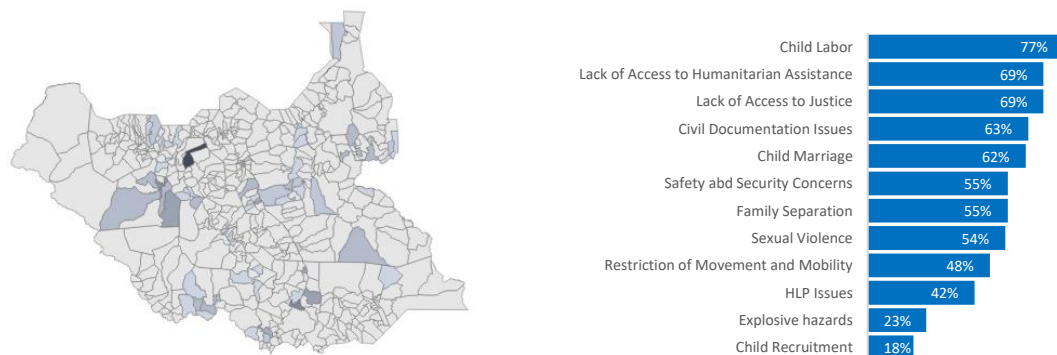 Child Labor 77%
Lack of Access to Humanitarian Assistance 69%
Lack of Access to Justice 69%
Civil Documentation Issues 63%
Child Marriage 62%
Safety abd Security Concerns 55%
Family Separation 55%
Sexual Violence 54%
Restriction of Movement and Mobility 48%
HLP Issues 42%
Explosive hazards 23%
Child Recruitment 18%